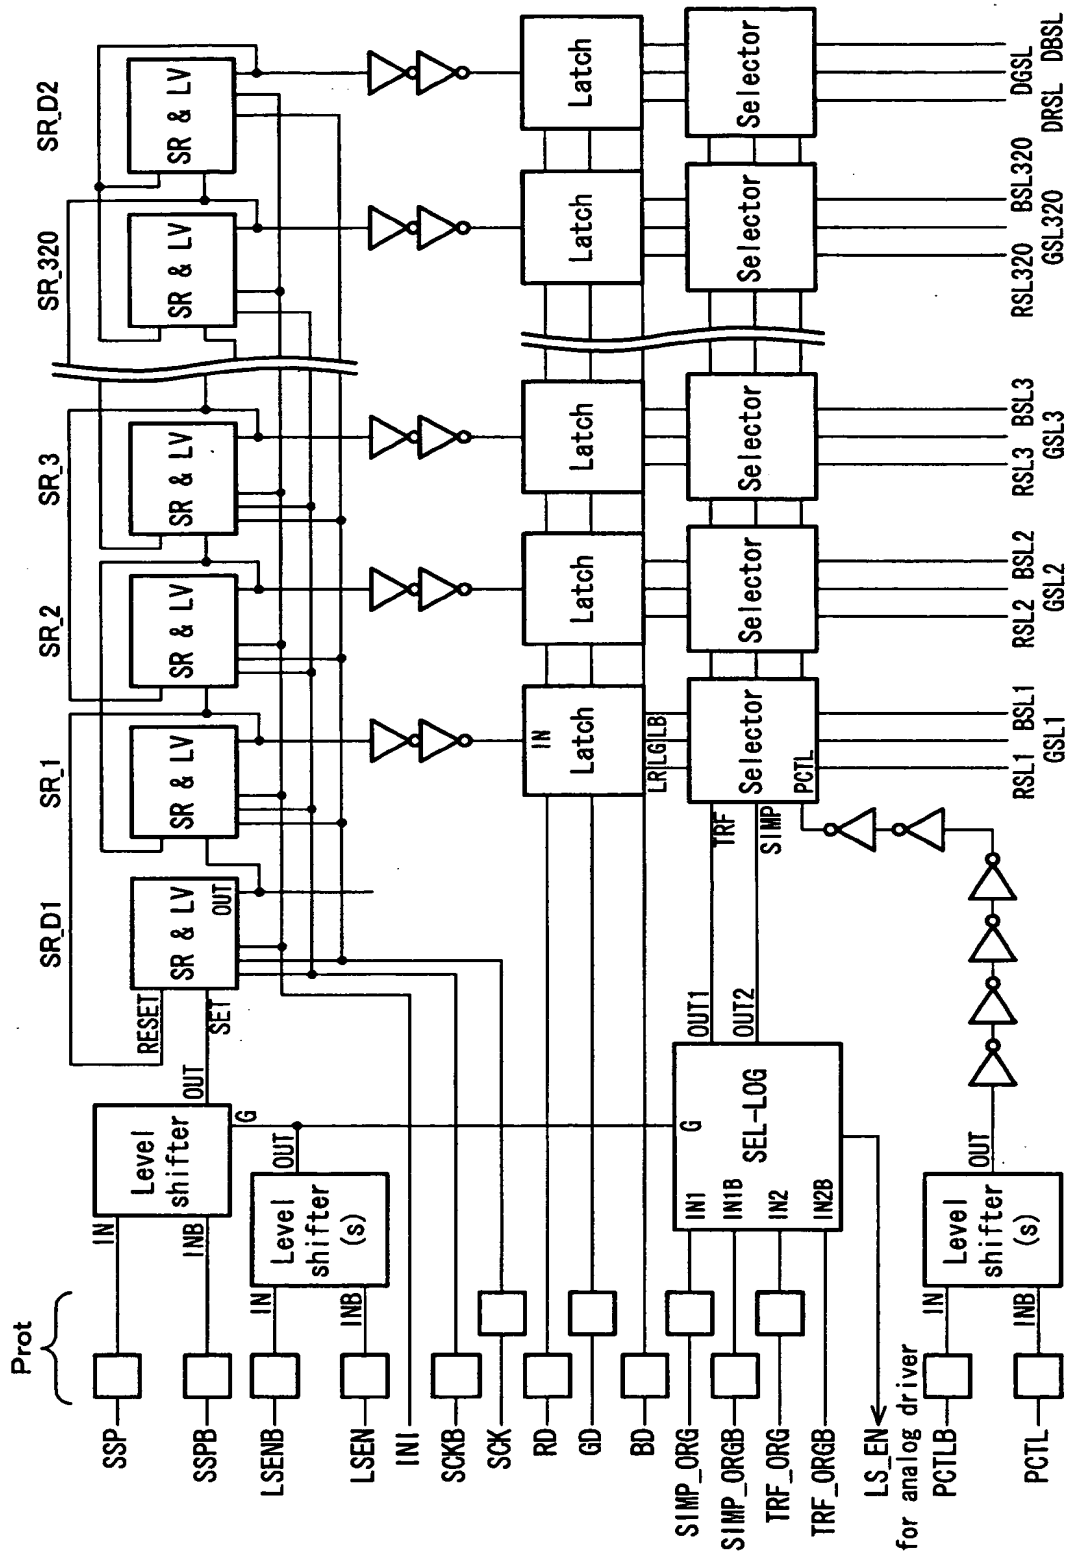 SR_D1
SR_1
SR_2
SR_3
SR_320
SR_D2
SR & LV
OUT
SR & LV
SR & LV
SR & LV
SR & LV
SR & LV
RESET
SET
Prot
SSP
IN
Level
shifter
OUT
G
SSPB
INB
LSENB
IN
Level
shifter
(s)
OUT
LSEN
INB
INI
SCKB
SCK
RD
GD
BD
IN
Latch
Latch
Latch
Latch
Latch
LR
LG
LB
SIMP_ORG
IN1
G
SEL-LOG
OUT1
TRF
SIMP_ORGB
IN1B
OUT2
SIMP
TRF_ORG
IN2
TRF_ORGB
IN2B
Selector
PCTL
Selector
Selector
Selector
Selector
LS_EN
for analog driver
PCTLB
IN
Level
shifter
(s)
OUT
PCTL
INB
RSL1
GSL1
BSL1
RSL2
GSL2
BSL2
RSL3
GSL3
BSL3
RSL320
GSL320
BSL320
DRSL
DGSL
DBSL